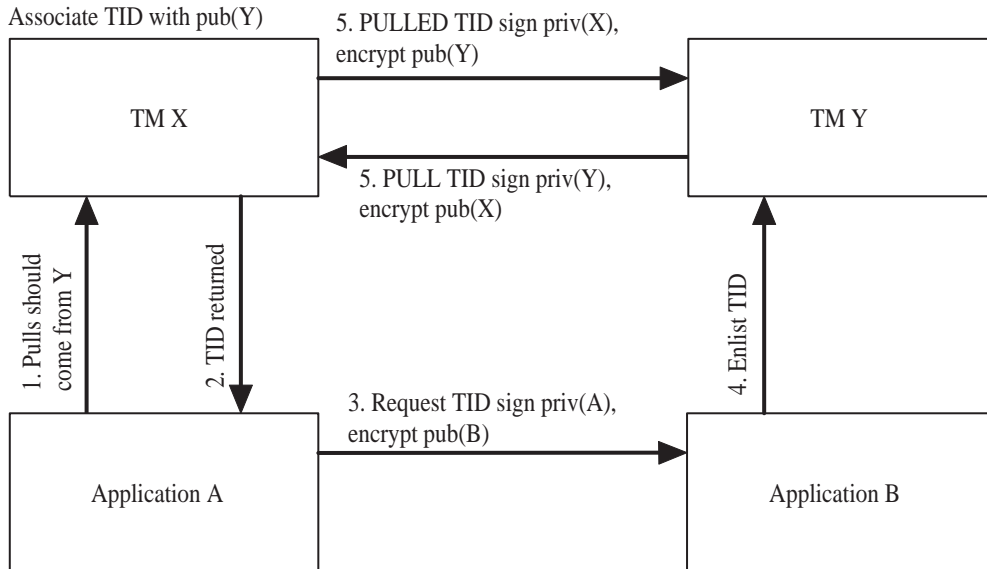 Associate TID with pub(Y)
5. PULLED TID sign priv(X),
encrypt pub(Y)
TM X
TM Y
5. PULL TID sign priv(Y),
encrypt pub(X)
1. Pulls should
come from Y
2. TID returned
4. Enlist TID
3. Request TID sign priv(A),
encrypt pub(B)
Application A
Application B